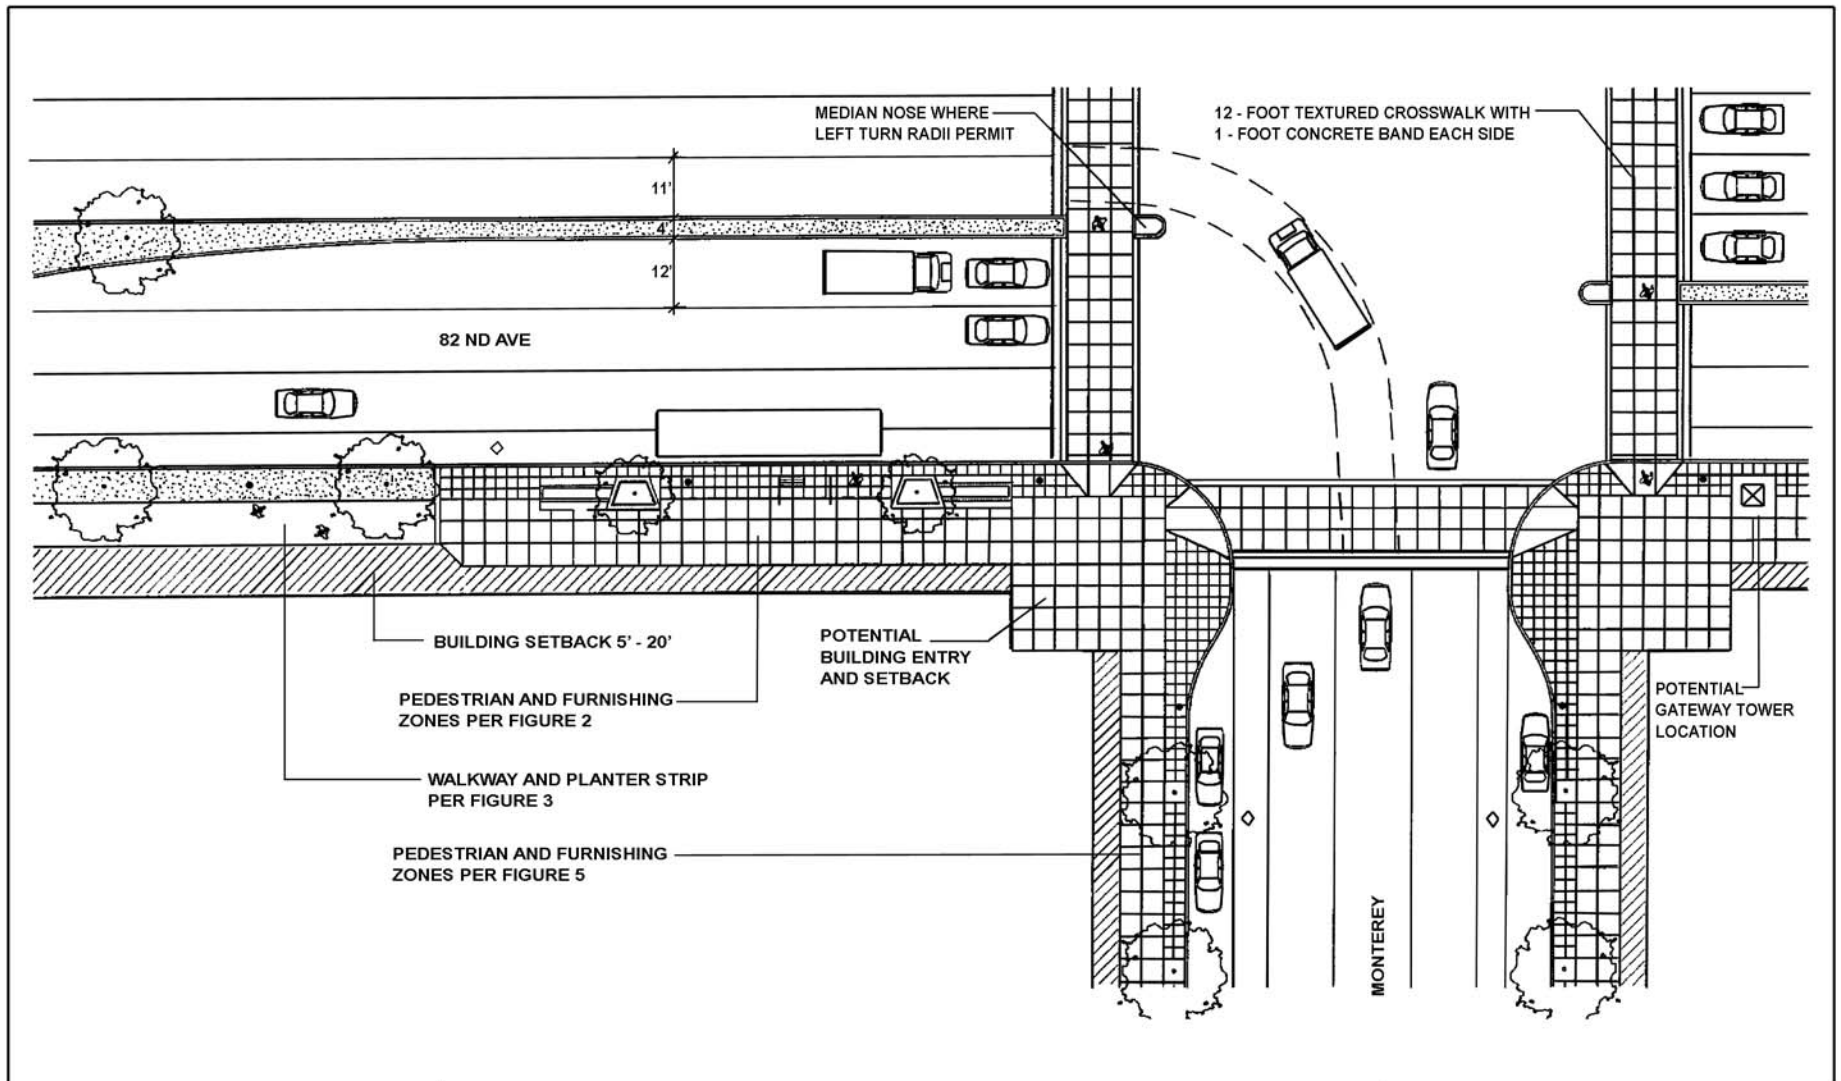 MEDIAN NOSE WHERE
LEFT TURN RADII PERMIT
12 - FOOT TEXTURED CROSSWALK WITH
1 - FOOT CONCRETE BAND EACH SIDE
11'
4'
12'
82 ND AVE
BUILDING SETBACK 5' - 20'
POTENTIAL
BUILDING ENTRY
AND SETBACK
PEDESTRIAN AND FURNISHING
ZONES PER FIGURE 2
POTENTIAL
GATEWAY TOWER
LOCATION
WALKWAY AND PLANTER STRIP
PER FIGURE 3
PEDESTRIAN AND FURNISHING
ZONES PER FIGURE 5
MONTEREY